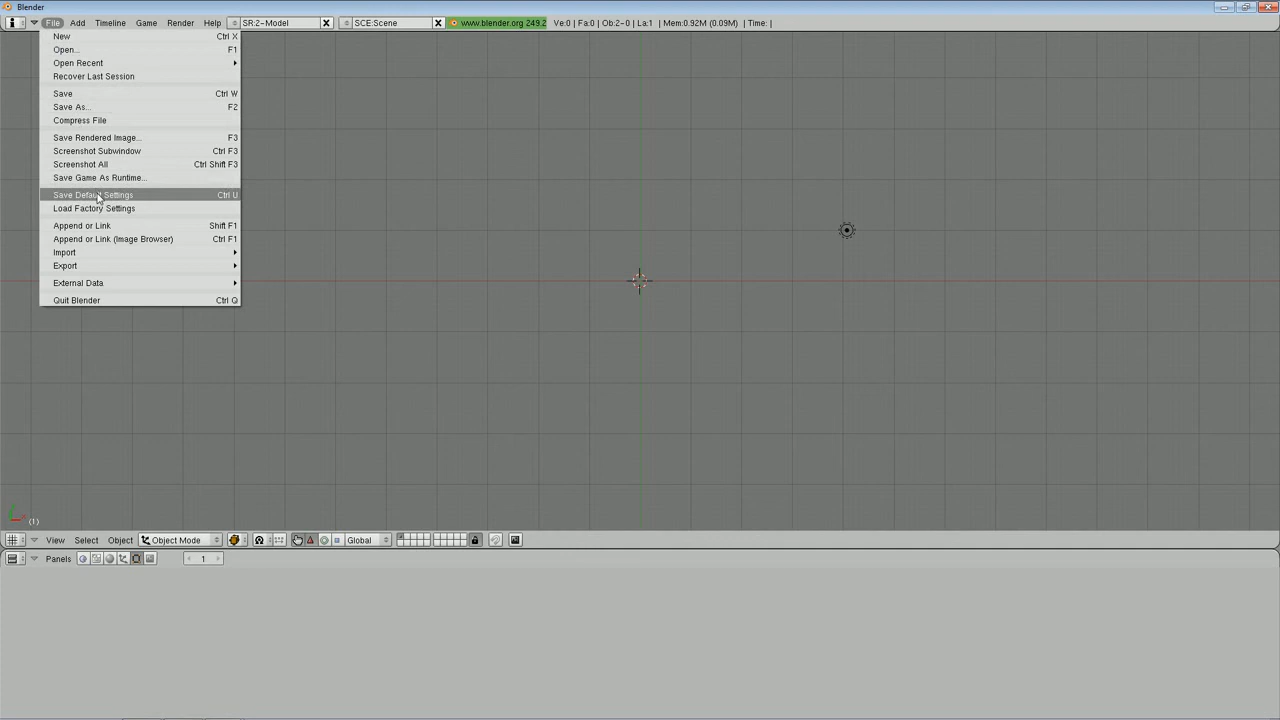 Blender
File Add Timeline Game Render Help SR:2-Model SCE:Scene www.blender.org 249.2 Ve:0 | Fa:0 | Ob:2-0 | La:1 | Mem:0.92M (0.09M) | Time: |
New Ctrl X
Open... F1
Open Recent
Recover Last Session
Save Ctrl W
Save As... F2
Compress File
Save Rendered Image... F3
Screenshot Subwindow Ctrl F3
Screenshot All Ctrl Shift F3
Save Game As Runtime...
Save Default Settings Ctrl U
Load Factory Settings
Append or Link Shift F1
Append or Link (Image Browser) Ctrl F1
Import
Export
External Data
Quit Blender Ctrl Q
(1)
View Select Object Object Mode Global
Panels 1